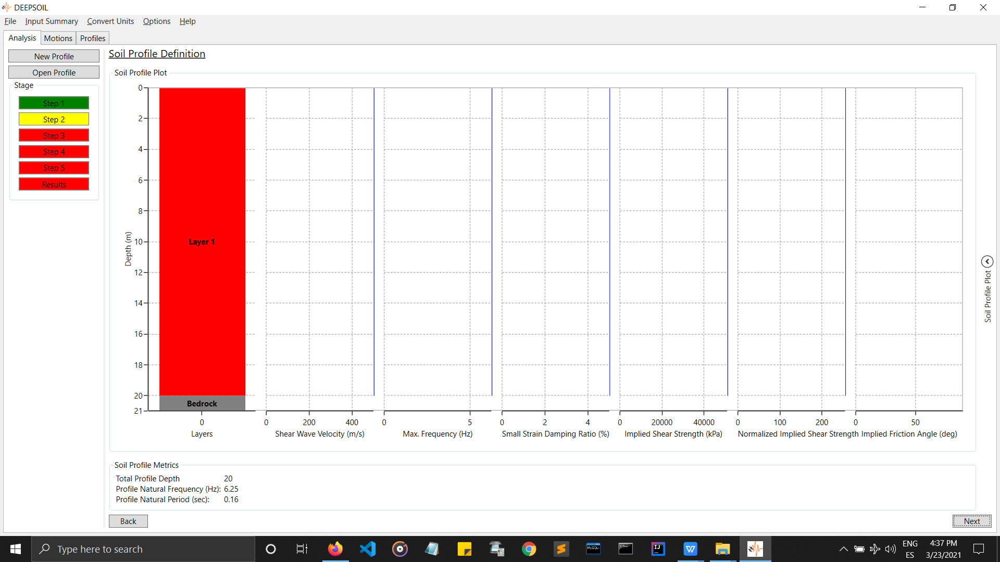 DEEPSOIL
File Input Summary Convert Units Options Help
Analysis Motions Profiles
New Profile
Open Profile
Stage
Step 1
Step 2
Step 3
Step 4
Step 5
Results
Soil Profile Definition
Soil Profile Plot
Depth (m)
0
2
4
6
8
10
12
14
16
18
20
21
Layer 1
Bedrock
0 0 200 400 0 5 0 2 4 0 20000 40000 0 100 200 0 50
Layers Shear Wave Velocity (m/s) Max. Frequency (Hz) Small Strain Damping Ratio (%) Implied Shear Strength (kPa) Normalized Implied Shear Strength Implied Friction Angle (deg)
Soil Profile Plot
Soil Profile Metrics
Total Profile Depth 20
Profile Natural Frequency (Hz): 6.25
Profile Natural Period (sec): 0.16
Back Next
Type here to search
MySQL
IJ
W
ENG
ES
4:37 PM
3/23/2021